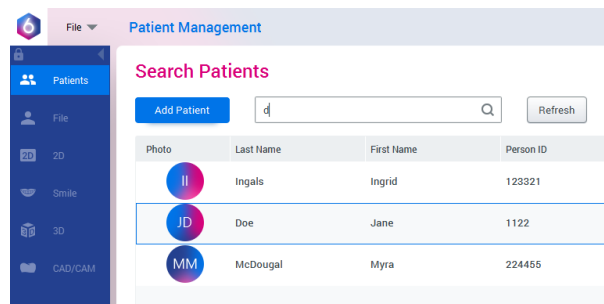 6 File Patient Management
Patients
Search Patients
Add Patient d Refresh
File
Photo Last Name First Name Person ID
2D 2D
II Ingals Ingrid 123321
Smile
JD Doe Jane 1122
3D
MM McDougal Myra 224455
CAD/CAM